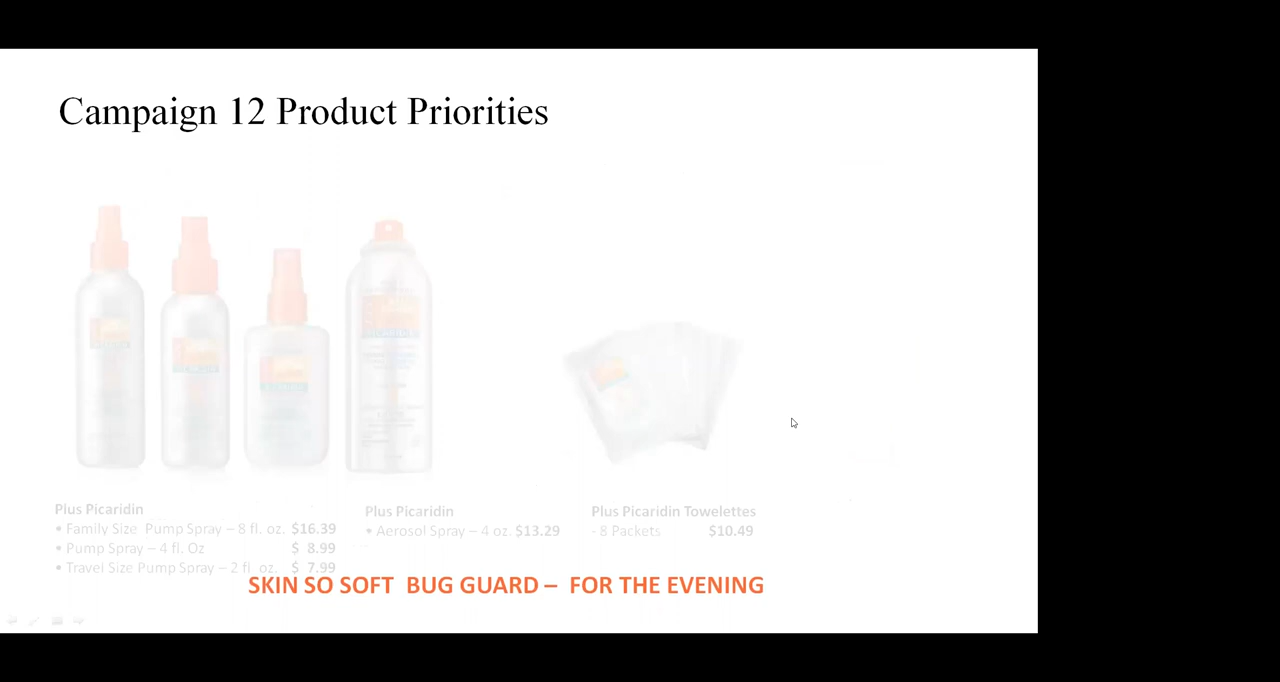 Campaign 12 Product Priorities
Plus Picaridin
• Family Size Pump Spray – 8 fl. oz. $16.39
• Pump Spray – 4 fl. Oz $ 8.99
• Travel Size Pump Spray – 2 fl oz. $ 7.99
Plus Picaridin
• Aerosol Spray – 4 oz. $13.29
Plus Picaridin Towelettes
- 8 Packets $10.49
SKIN SO SOFT BUG GUARD – FOR THE EVENING